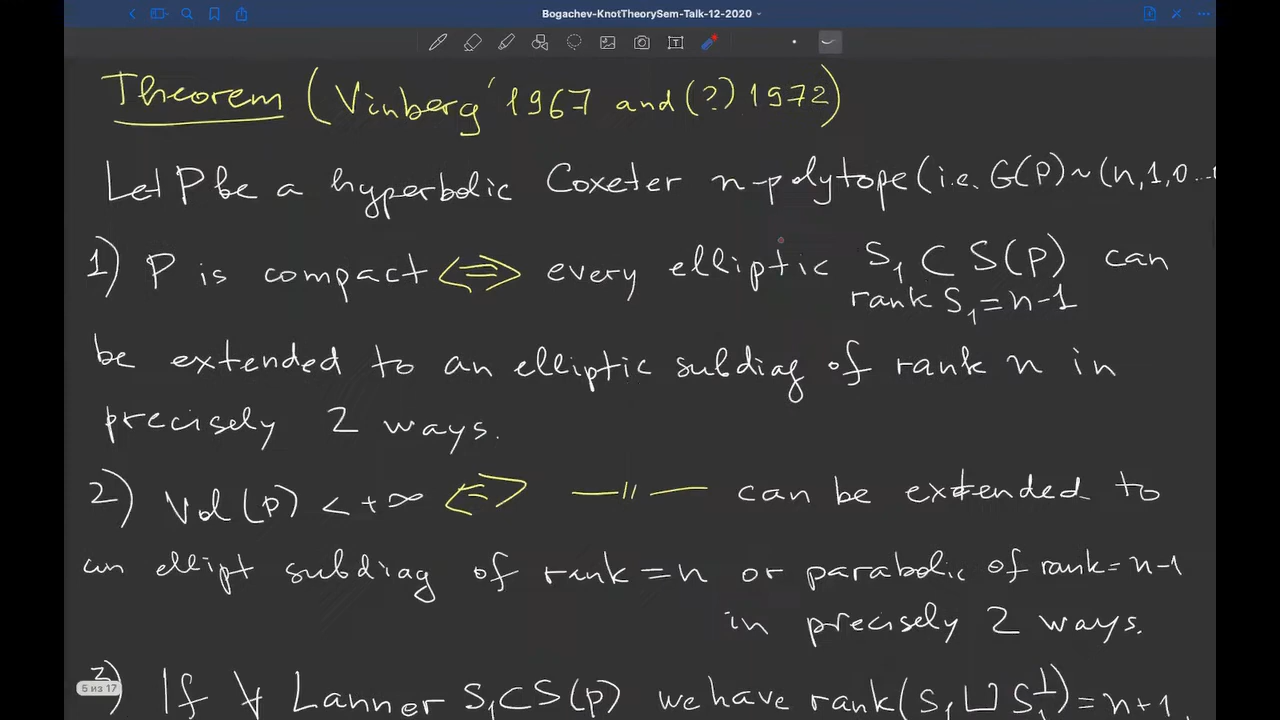 Bogachev-KnotTheorySem-Talk-12-2020
Theorem (Vinberg' 1967 and (?) 1972)
Let P be a hyperbolic Coxeter n-polytope (i.e. G(P) ~ (n,1,0...
1) P is compact <=> every elliptic S₁ ⊂ S(P) can
rank S₁ = n-1
be extended to an elliptic subdiag of rank n in
precisely 2 ways.
2) Vol(P) < +∞ <=> —"— can be extended to
an ellipt subdiag of rank = n or parabolic of rank = n-1
in precisely 2 ways.
3) If ∀ Lanner S₁ ⊂ S(P) we have rank(S₁ ⊔ S₁^⊥) = n+1
5 из 17